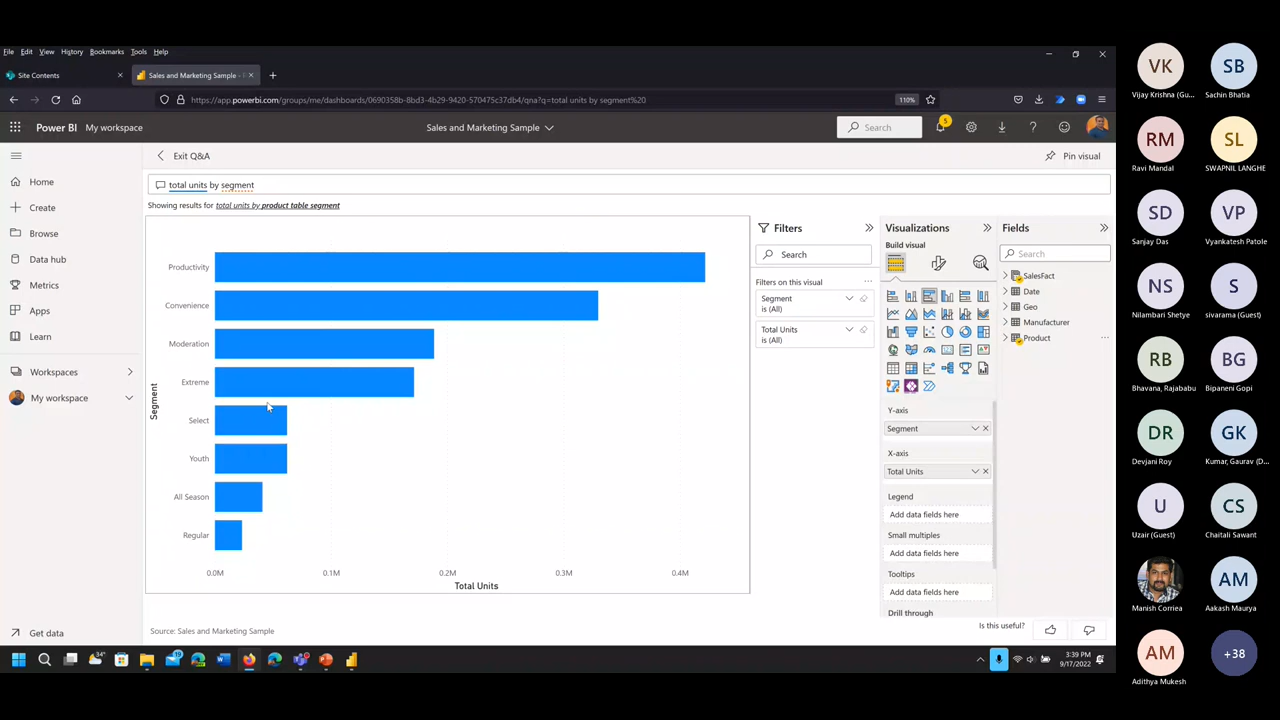 File Edit View History Bookmarks Tools Help
Site Contents
Sales and Marketing Sample -
https://app.powerbi.com/groups/me/dashboards/0690358b-8bd3-4b29-9420-570475c37db4/qna?q=total units by segment%20
110%
Power BI My workspace
Sales and Marketing Sample
Search
5
Exit Q&A
Pin visual
Home
Create
Browse
Data hub
Metrics
Apps
Learn
Workspaces
My workspace
Get data
total units by segment
Showing results for total units by product table segment
Segment
Productivity
Convenience
Moderation
Extreme
Select
Youth
All Season
Regular
0.0M 0.1M 0.2M 0.3M 0.4M
Total Units
Source: Sales and Marketing Sample
Filters
Search
Filters on this visual
Segment
is (All)
Total Units
is (All)
Visualizations
Build visual
Y-axis
Segment
X-axis
Total Units
Legend
Add data fields here
Small multiples
Add data fields here
Tooltips
Add data fields here
Drill through
Fields
Search
SalesFact
Date
Geo
Manufacturer
Product
Is this useful?
34°
19
3:39 PM
9/17/2022
VK
Vijay Krishna (Gu...
SB
Sachin Bhatia
RM
Ravi Mandal
SL
SWAPNIL LANGHE
SD
Sanjay Das
VP
Vyankatesh Patole
NS
Nilambari Shetye
S
sivarama (Guest)
RB
Bhavana, Rajababu
BG
Bipaneni Gopi
DR
Devjani Roy
GK
Kumar, Gaurav (D...
U
Uzair (Guest)
CS
Chaitali Sawant
Manish Corriea
AM
Aakash Maurya
AM
Adithya Mukesh
+38